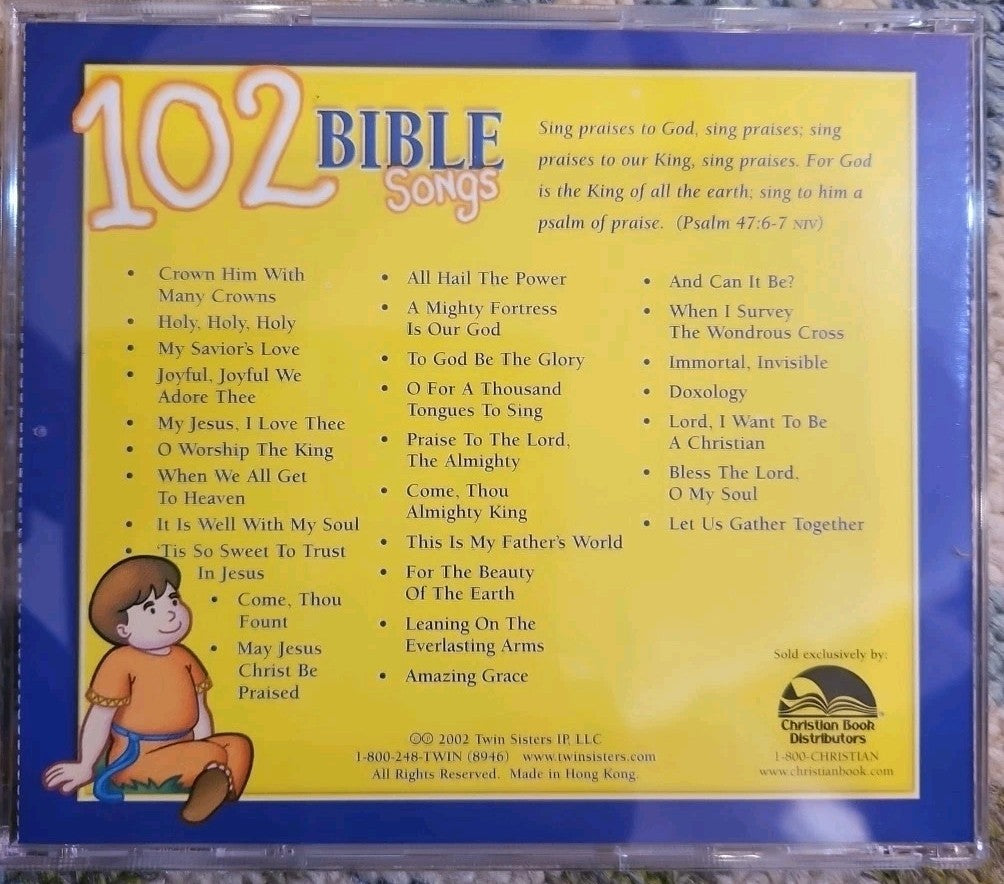 102 BIBLE
Songs
Sing praises to God, sing praises; sing
praises to our King, sing praises. For God
is the King of all the earth; sing to him a
psalm of praise. (Psalm 47:6-7 NIV)
• Crown Him With
Many Crowns
• Holy, Holy, Holy
• My Savior's Love
• Joyful, Joyful We
Adore Thee
• My Jesus, I Love Thee
• O Worship The King
• When We All Get
To Heaven
• It Is Well With My Soul
• 'Tis So Sweet To Trust
In Jesus
• Come, Thou
Fount
• May Jesus
Christ Be
Praised
• All Hail The Power
• A Mighty Fortress
Is Our God
• To God Be The Glory
• O For A Thousand
Tongues To Sing
• Praise To The Lord,
The Almighty
• Come, Thou
Almighty King
• This Is My Father's World
• For The Beauty
Of The Earth
• Leaning On The
Everlasting Arms
• Amazing Grace
• And Can It Be?
• When I Survey
The Wondrous Cross
• Immortal, Invisible
• Doxology
• Lord, I Want To Be
A Christian
• Bless The Lord,
O My Soul
• Let Us Gather Together
Sold exclusively by:
Christian Book
Distributors
1-800-CHRISTIAN
www.christianbook.com
©℗ 2002 Twin Sisters IP, LLC
1-800-248-TWIN (8946) www.twinsisters.com
All Rights Reserved. Made in Hong Kong.